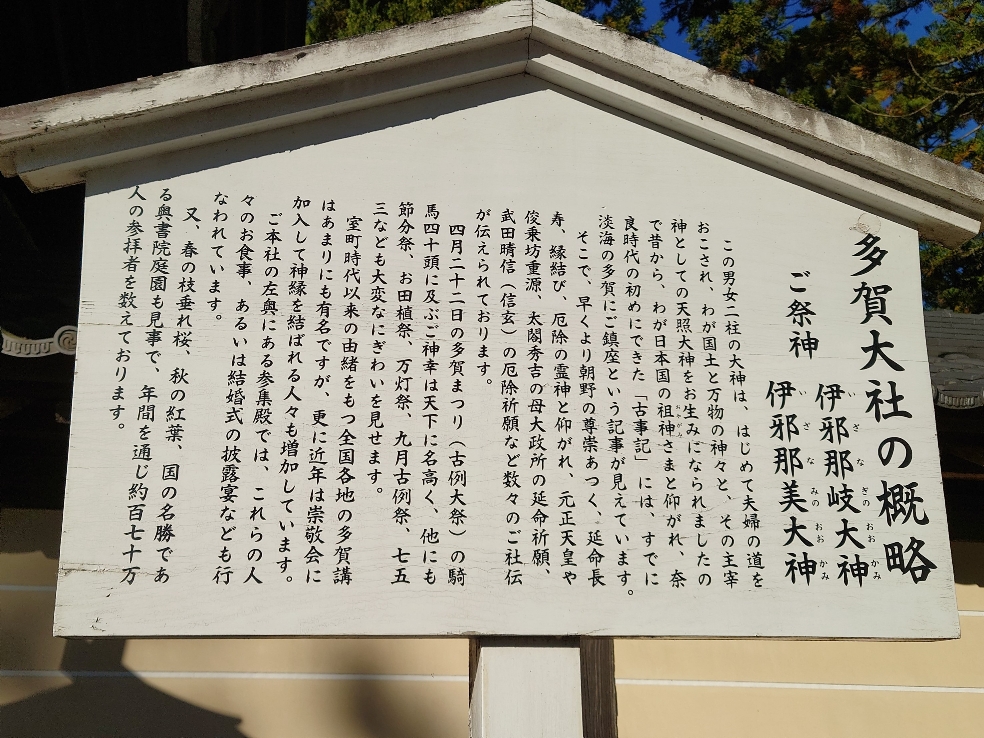 多賀大社の概略
ご祭神
伊邪那岐大神
いざなぎのおおかみ
伊邪那美大神
いざなみのおおかみ
この男女二柱の大神は、はじめて夫婦の道を
おこされ、わが国土と万物の神々と、その主宰
神としての天照大神をお生みになられましたの
で昔から、わが日本国の祖神さまと仰がれ、奈
おやがみ
良時代の初めにできた「古事記」には、すでに
淡海の多賀にご鎮座という記事が見えています。
そこで、早くより朝野の尊崇あつく、延命長
寿、縁結び、厄除の霊神と仰がれ、元正天皇や
俊乗坊重源、太閤秀吉の母大政所の延命祈願、
武田晴信(信玄)の厄除祈願など数々のご社伝
が伝えられております。
四月二十二日の多賀まつり(古例大祭)の騎
馬四十頭に及ぶご神幸は天下に名高く、他にも
節分祭、お田植祭、万灯祭、九月古例祭、七五
三なども大変なにぎわいを見せます。
室町時代以来の由緒をもつ全国各地の多賀講
はあまりにも有名ですが、更に近年は崇敬会に
加入して神縁を結ばれる人々も増加しています。
ご本社の左奥にある参集殿では、これらの人
々のお食事、あるいは結婚式の披露宴なども行
なわれています。
又、春の枝垂れ桜、秋の紅葉、国の名勝であ
る奥書院庭園も見事で、年間を通じ約百七十万
人の参拝者を数えております。